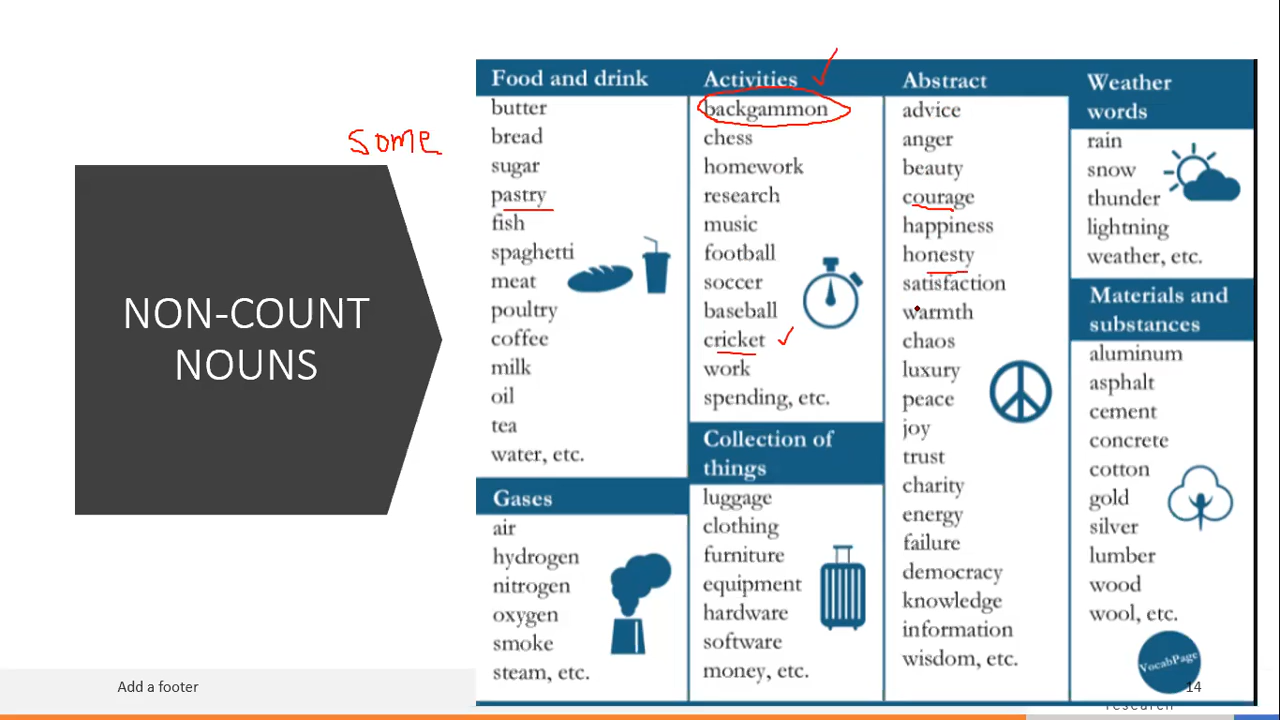 some
NON-COUNT
NOUNS
Food and drink
butter
bread
sugar
pastry
fish
spaghetti
meat
poultry
coffee
milk
oil
tea
water, etc.
Gases
air
hydrogen
nitrogen
oxygen
smoke
steam, etc.
Activities
backgammon
chess
homework
research
music
football
soccer
baseball
cricket
work
spending, etc.
Collection of
things
luggage
clothing
furniture
equipment
hardware
software
money, etc.
Abstract
advice
anger
beauty
courage
happiness
honesty
satisfaction
warmth
chaos
luxury
peace
joy
trust
charity
energy
failure
democracy
knowledge
information
wisdom, etc.
Weather
words
rain
snow
thunder
lightning
weather, etc.
Materials and
substances
aluminum
asphalt
cement
concrete
cotton
gold
silver
lumber
wood
wool, etc.
VocabPage
Add a footer
14
research